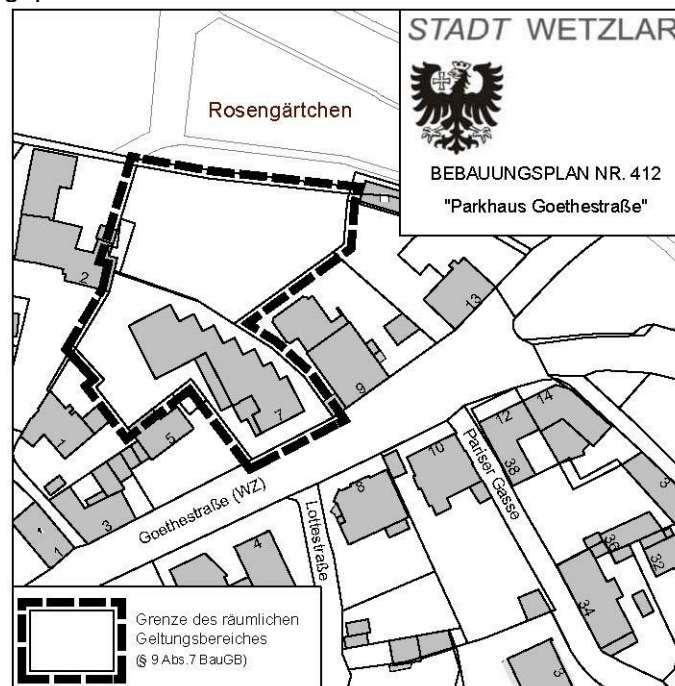 STADT WETZLAR
BEBAUUNGSPLAN NR. 412
"Parkhaus Goethestraße"
Rosengärtchen
2
13
9
7
5
1
3
1
1
Goethestraße (WZ)
Lottestraße
Pariser Gasse
4
8
10
12
14
38
3
36
32
34
3
Grenze des räumlichen
Geltungsbereiches
(§ 9 Abs.7 BauGB)